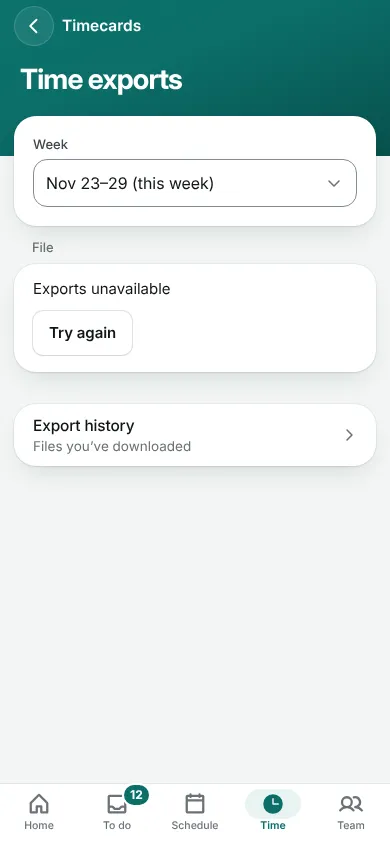 Timecards
Time exports
Week
Nov 23–29 (this week)
File
Exports unavailable
Try again
Export history
Files you’ve downloaded
12
Home
To do
Schedule
Time
Team